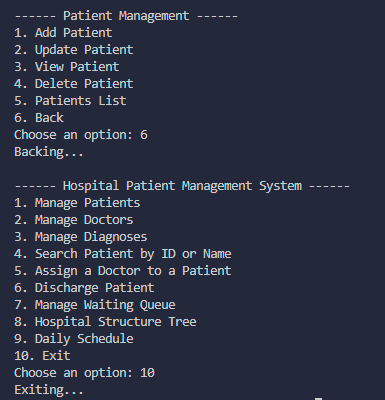 ------ Patient Management ------
1. Add Patient
2. Update Patient
3. View Patient
4. Delete Patient
5. Patients List
6. Back
Choose an option: 6
Backing...

------ Hospital Patient Management System ------
1. Manage Patients
2. Manage Doctors
3. Manage Diagnoses
4. Search Patient by ID or Name
5. Assign a Doctor to a Patient
6. Discharge Patient
7. Manage Waiting Queue
8. Hospital Structure Tree
9. Daily Schedule
10. Exit
Choose an option: 10
Exiting...